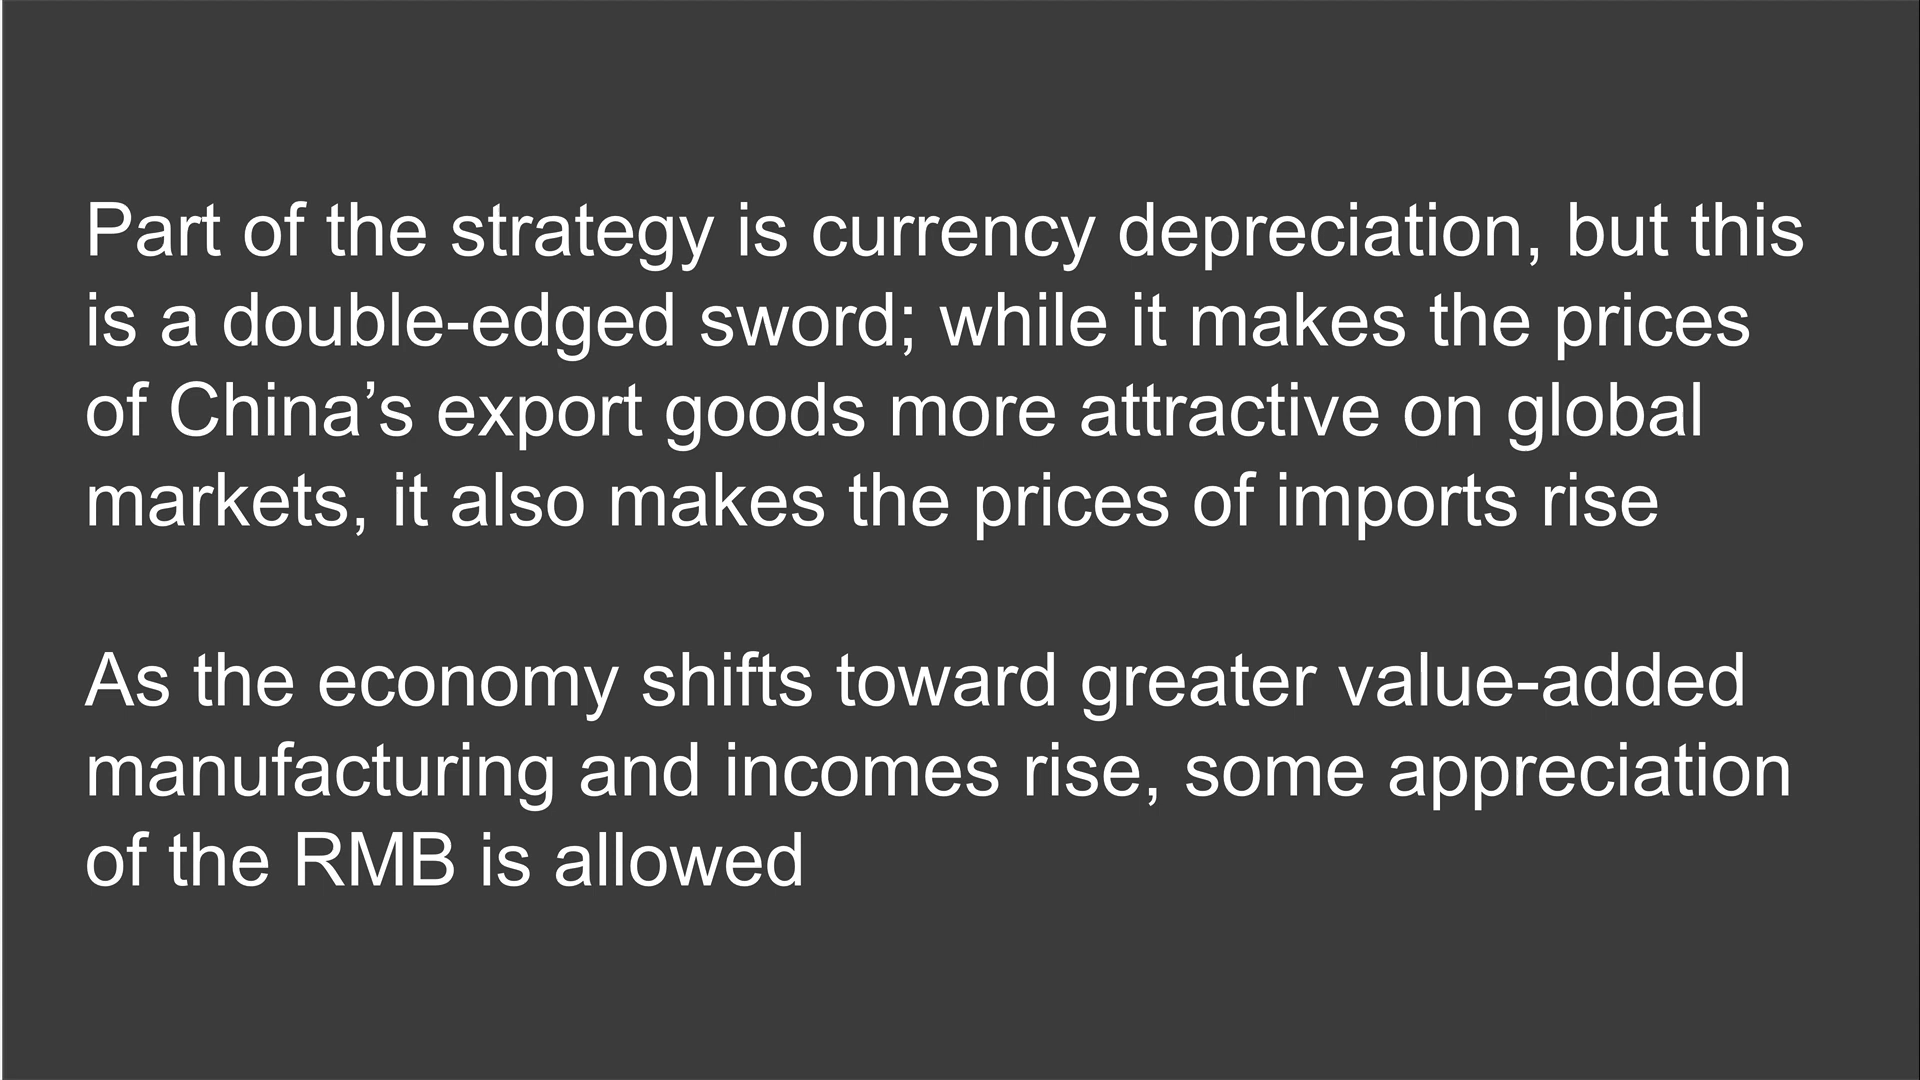 Part of the strategy is currency depreciation, but this
is a double-edged sword; while it makes the prices
of China’s export goods more attractive on global
markets, it also makes the prices of imports rise
As the economy shifts toward greater value-added
manufacturing and incomes rise, some appreciation
of the RMB is allowed